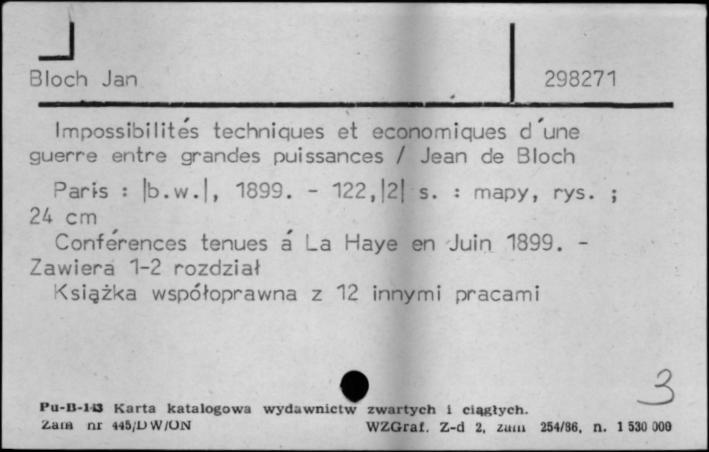 Bloch Jan 298271
Impossibilités techniques et economiques d´une
guerre entre grandes puissances / Jean de Bloch
Paris : |b.w.|, 1899. - 122,|2| s. : mapy, rys. ;
24 cm
Conférences tenues á La Haye en Juin 1899. -
Zawiera 1-2 rozdział
Książka współoprawna z 12 innymi pracami
3
Pu-B-143 Karta katalogowa wydawnictw zwartych i ciągłych.
Zam nr 445/DW/ON WZGraf. Z-d 2, zam 254/86, n. 1 530 000